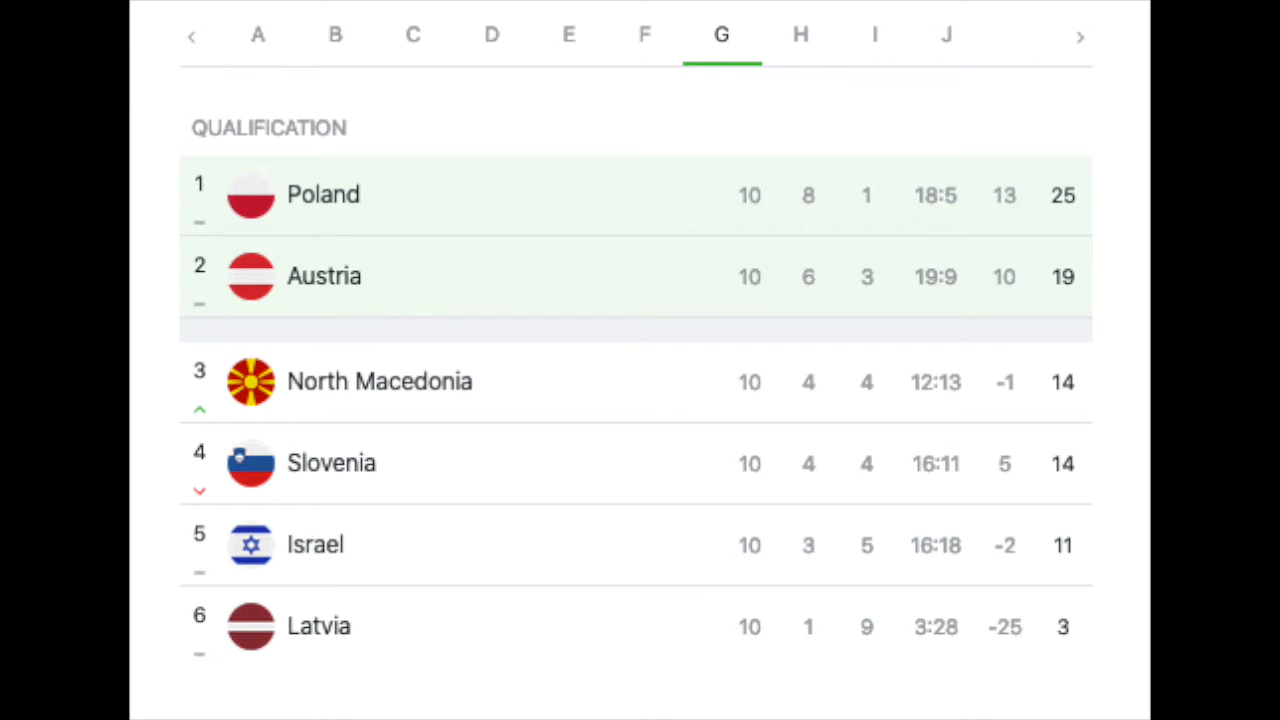 ‹ A B C D E F G H I J ›
QUALIFICATION
1 Poland 10 8 1 18:5 13 25
–
2 Austria 10 6 3 19:9 10 19
–
3 North Macedonia 10 4 4 12:13 -1 14
4 Slovenia 10 4 4 16:11 5 14
5 Israel 10 3 5 16:18 -2 11
–
6 Latvia 10 1 9 3:28 -25 3
–